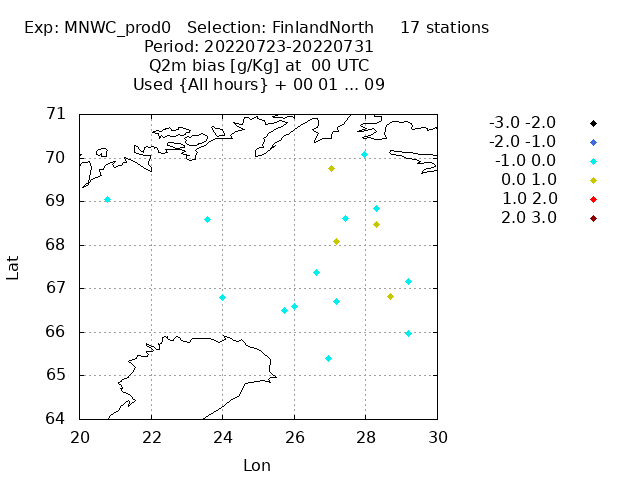 Exp: MNWC_prod0   Selection: FinlandNorth     17 stations
Period: 20220723-20220731
Q2m bias [g/Kg] at  00 UTC
Used {All hours} + 00 01 ... 09
71
70
69
68
67
66
65
64
Lat
20 22 24 26 28 30
Lon
-3.0 -2.0
-2.0 -1.0
-1.0 0.0
0.0 1.0
1.0 2.0
2.0 3.0